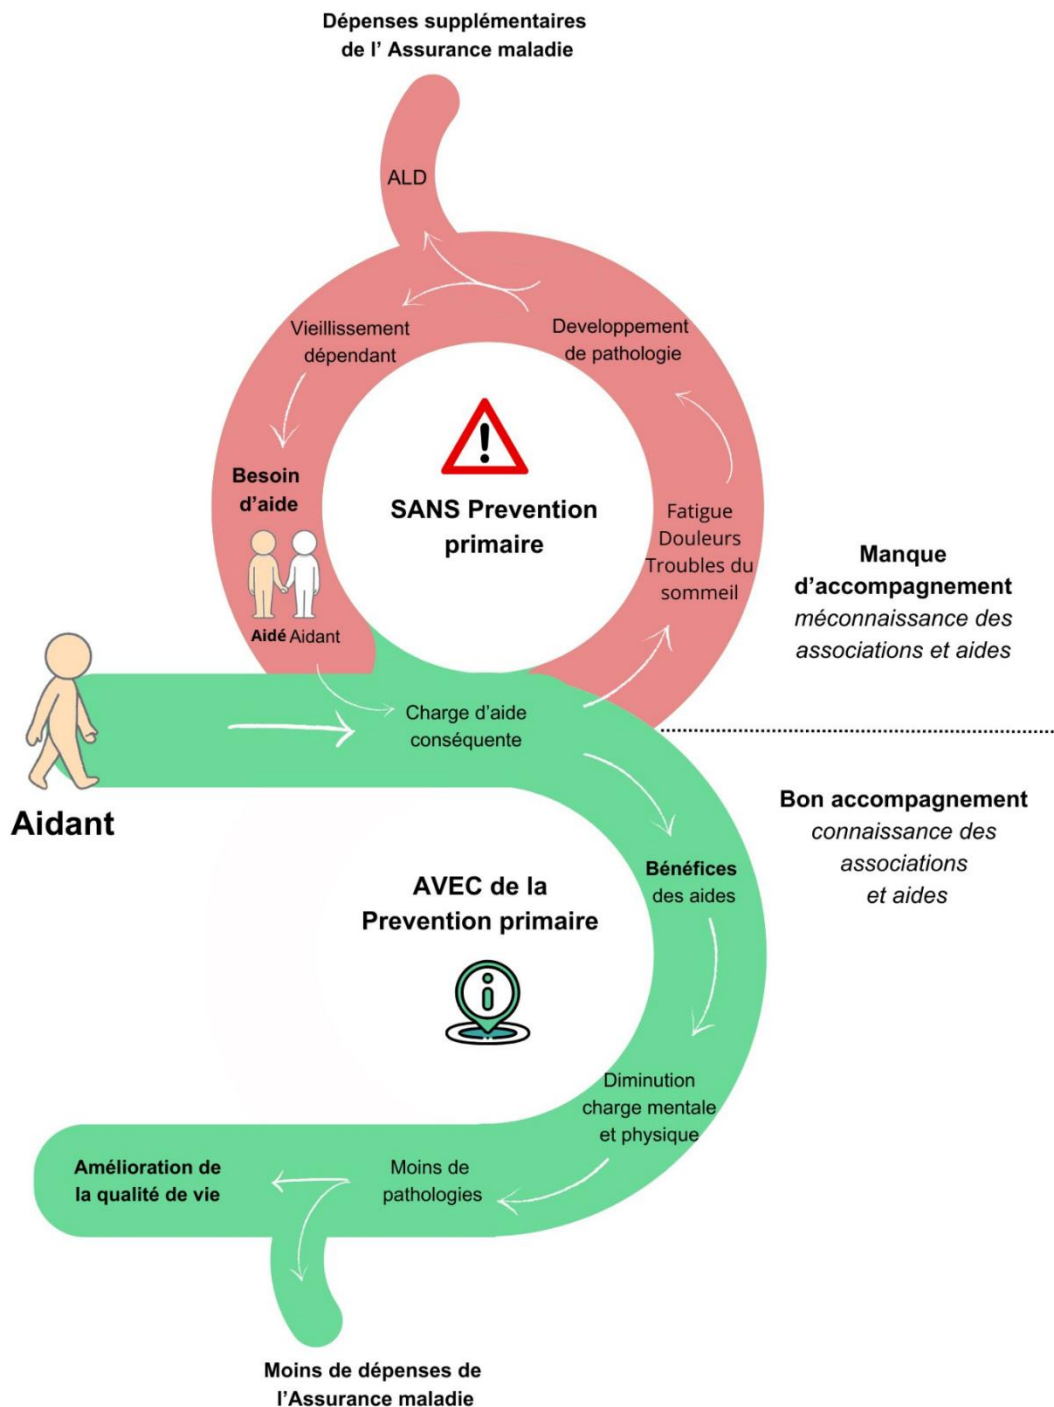 Dépenses supplémentaires
de l' Assurance maladie
ALD
Vieillissement
dépendant
Developpement
de pathologie
Besoin
d'aide
Aidé Aidant
SANS Prevention
primaire
Fatigue
Douleurs
Troubles du
sommeil
Manque
d'accompagnement
méconnaissance des
associations et aides
Charge d'aide
conséquente
Aidant
Bon accompagnement
connaissance des
associations
et aides
Bénéfices
des aides
AVEC de la
Prevention primaire
Diminution
charge mentale
et physique
Moins de
pathologies
Amélioration de
la qualité de vie
Moins de dépenses de
l'Assurance maladie